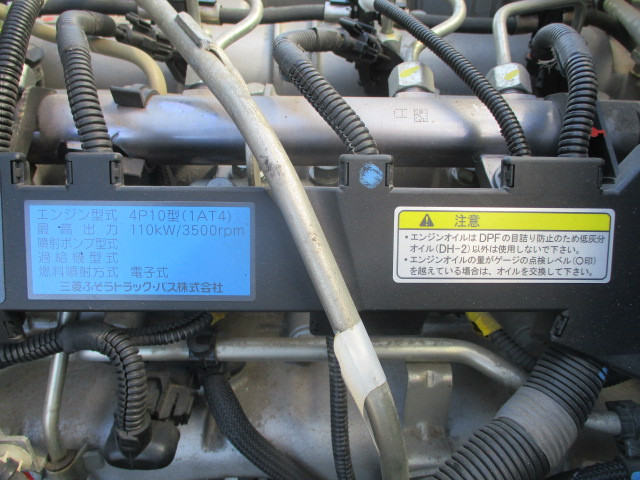 エンジン型式 4P10型(1AT4)
最高出力 110kW/3500rpm
噴射ポンプ型式
過給機型式
燃料噴射方式 電子式
三菱ふそうトラック・バス株式会社
注意
•エンジンオイルはDPFの目詰り防止のため低灰分
オイル(DH-2)以外は使用しないで下さい。
•エンジンオイルの量がゲージの点検レベル(〇印)
を越えている場合は、オイルを交換して下さい。